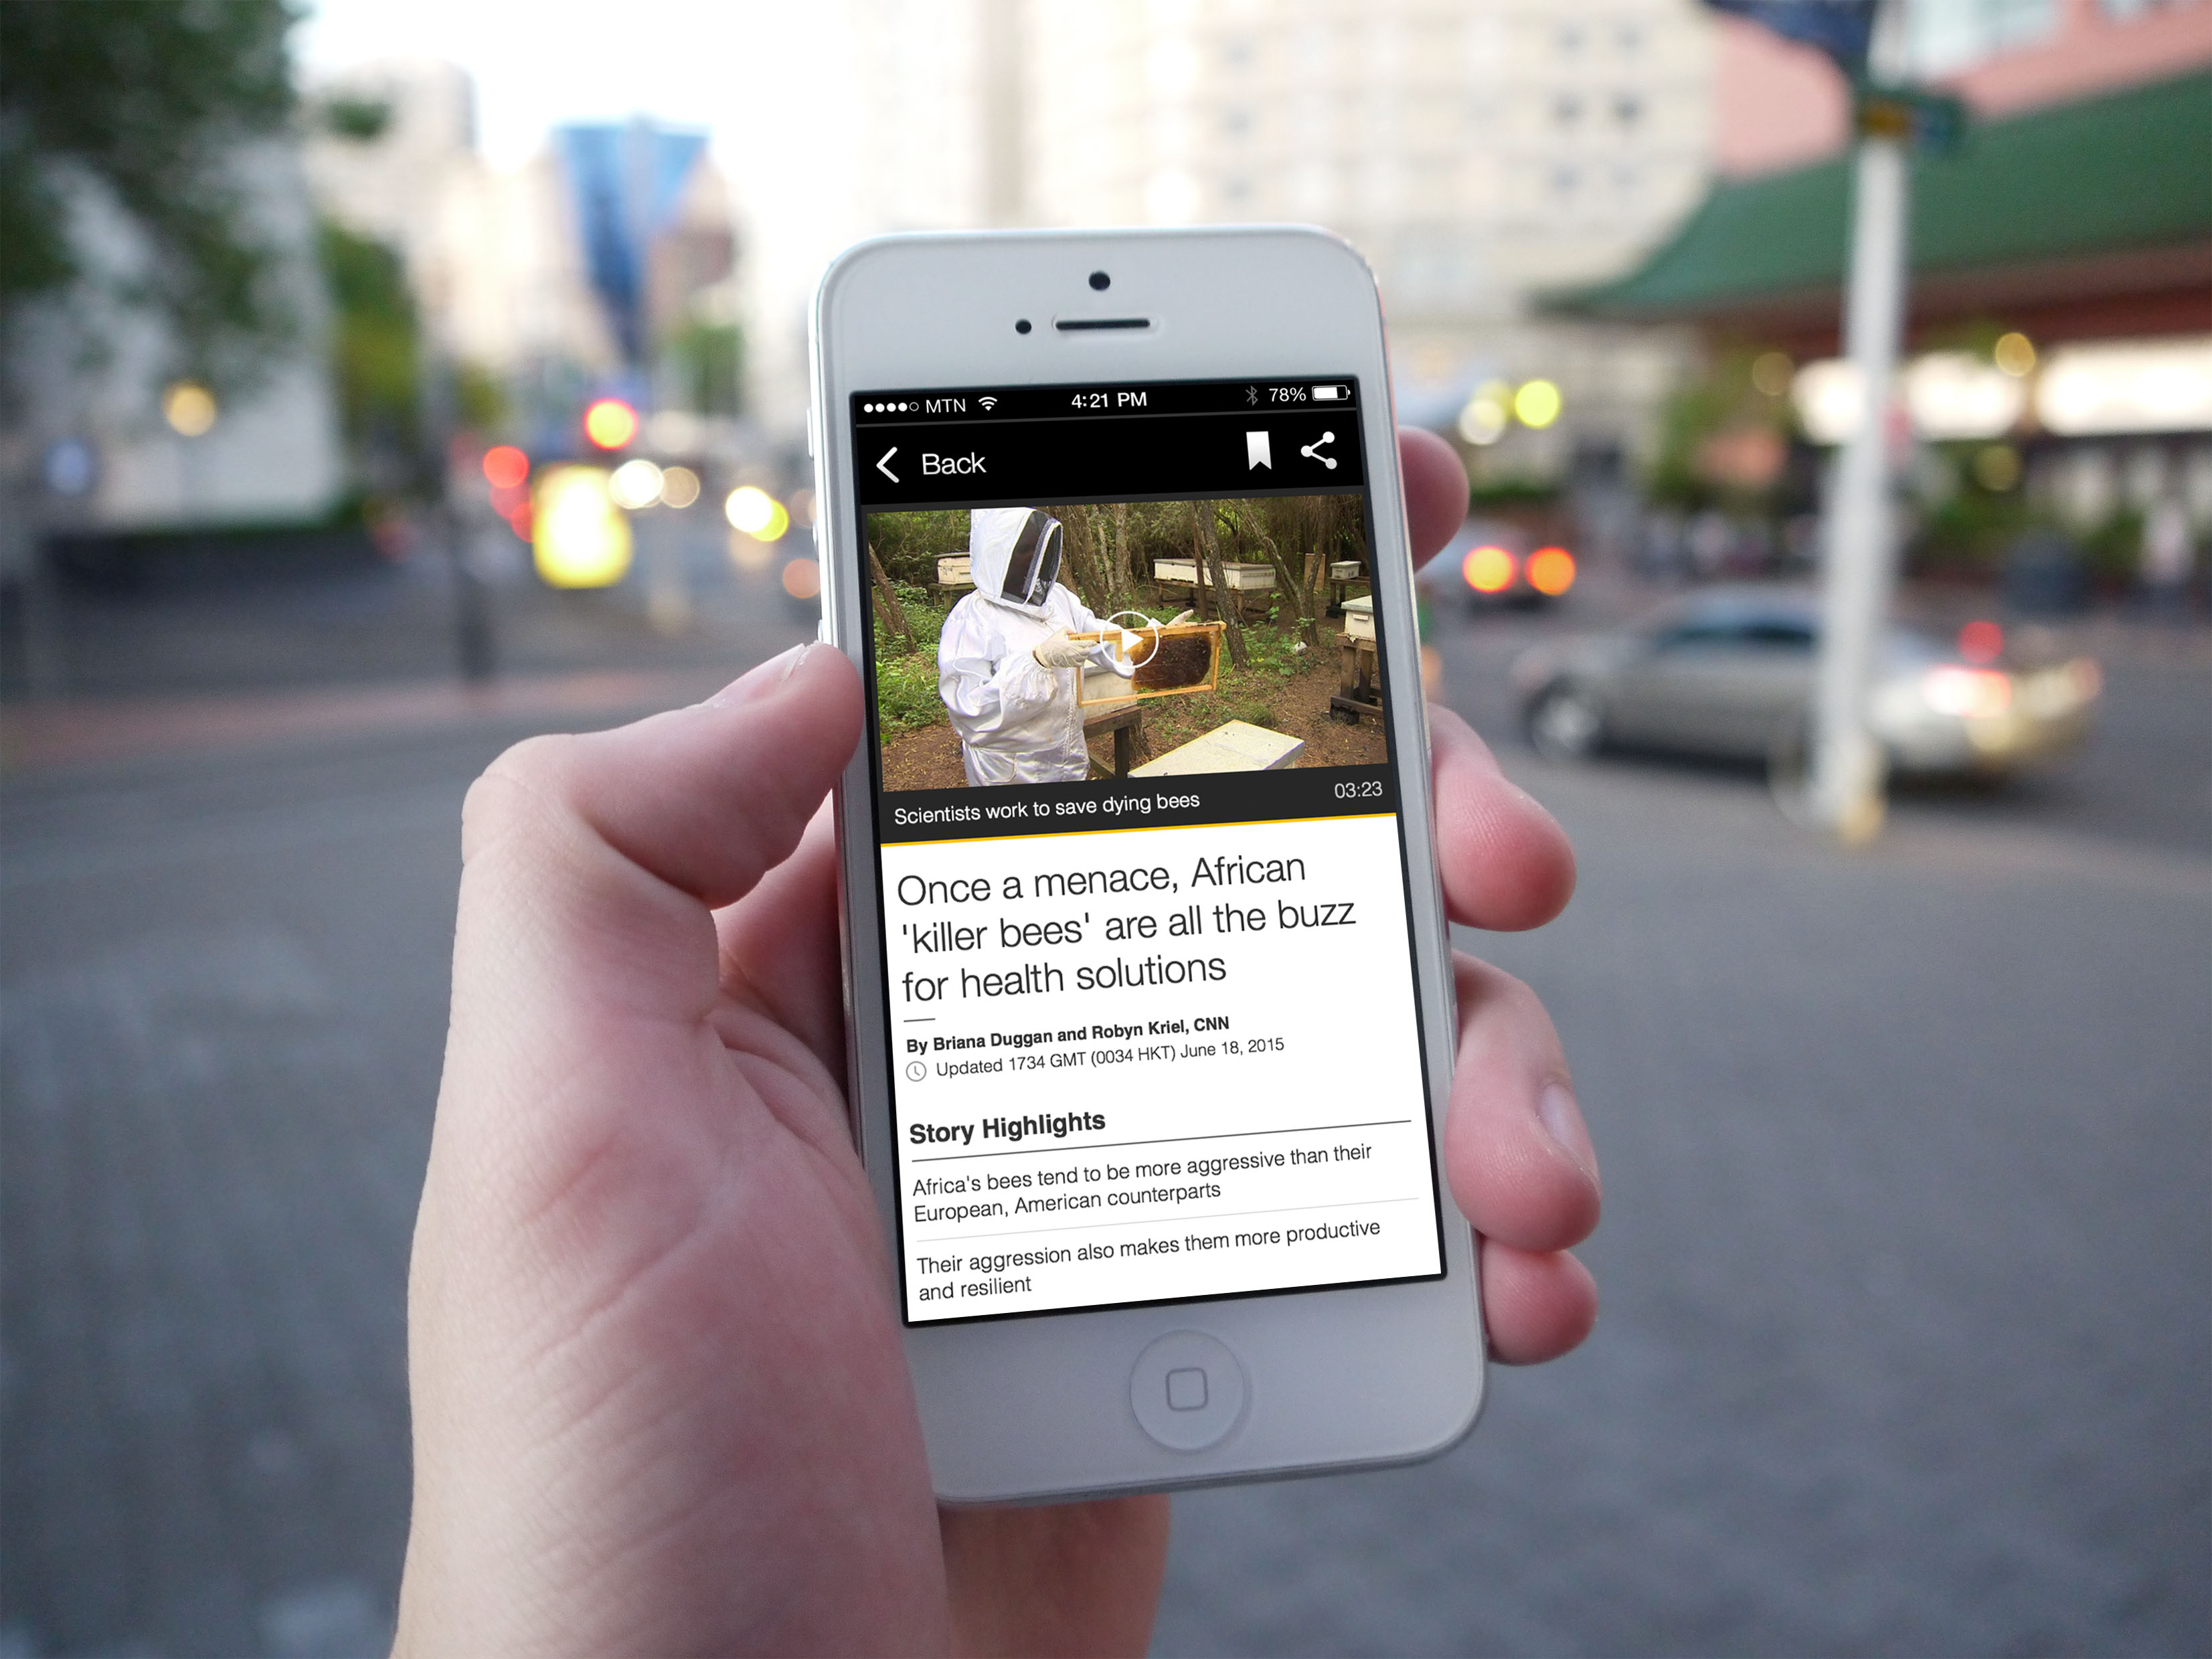 MTN 4:21 PM 78%
Back
Scientists work to save dying bees 03:23
Once a menace, African
'killer bees' are all the buzz
for health solutions
By Briana Duggan and Robyn Kriel, CNN
Updated 1734 GMT (0034 HKT) June 18, 2015
Story Highlights
Africa's bees tend to be more aggressive than their
European, American counterparts
Their aggression also makes them more productive
and resilient